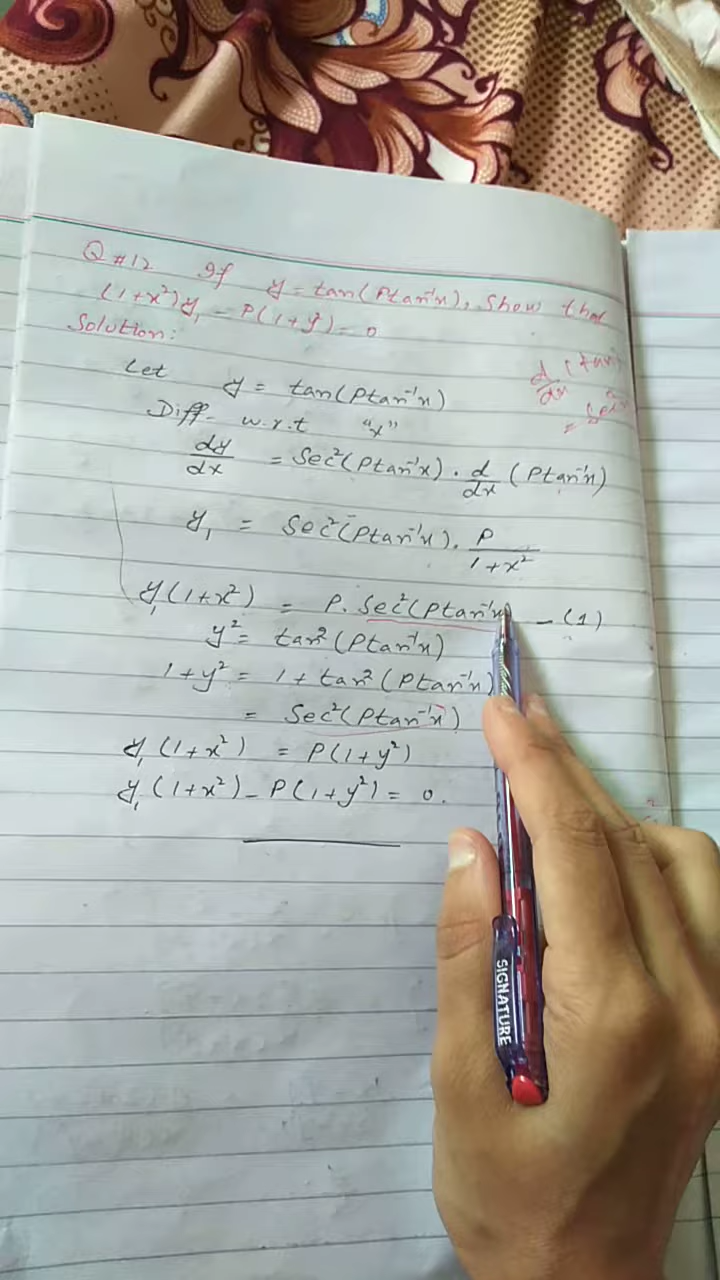 Q #12 If y = tan(Ptan⁻¹x), Show that
(1+x²)y₁ - P(1+y²) = 0
Solution:
Let y = tan(Ptan⁻¹x)
Diff. w.r.t "x"
dy/dx = Sec²(Ptan⁻¹x) . d/dx (Ptan⁻¹x)
y₁ = Sec²(Ptan⁻¹x) . P/1+x²
y₁(1+x²) = P. Sec²(Ptan⁻¹x) - (1)
y² = tan²(Ptan⁻¹x)
1+y² = 1 + tan²(Ptan⁻¹x)
= Sec²(Ptan⁻¹x)
y₁(1+x²) = P(1+y²)
y₁(1+x²) - P(1+y²) = 0.
d/dx (tan
=
SIGNATURE